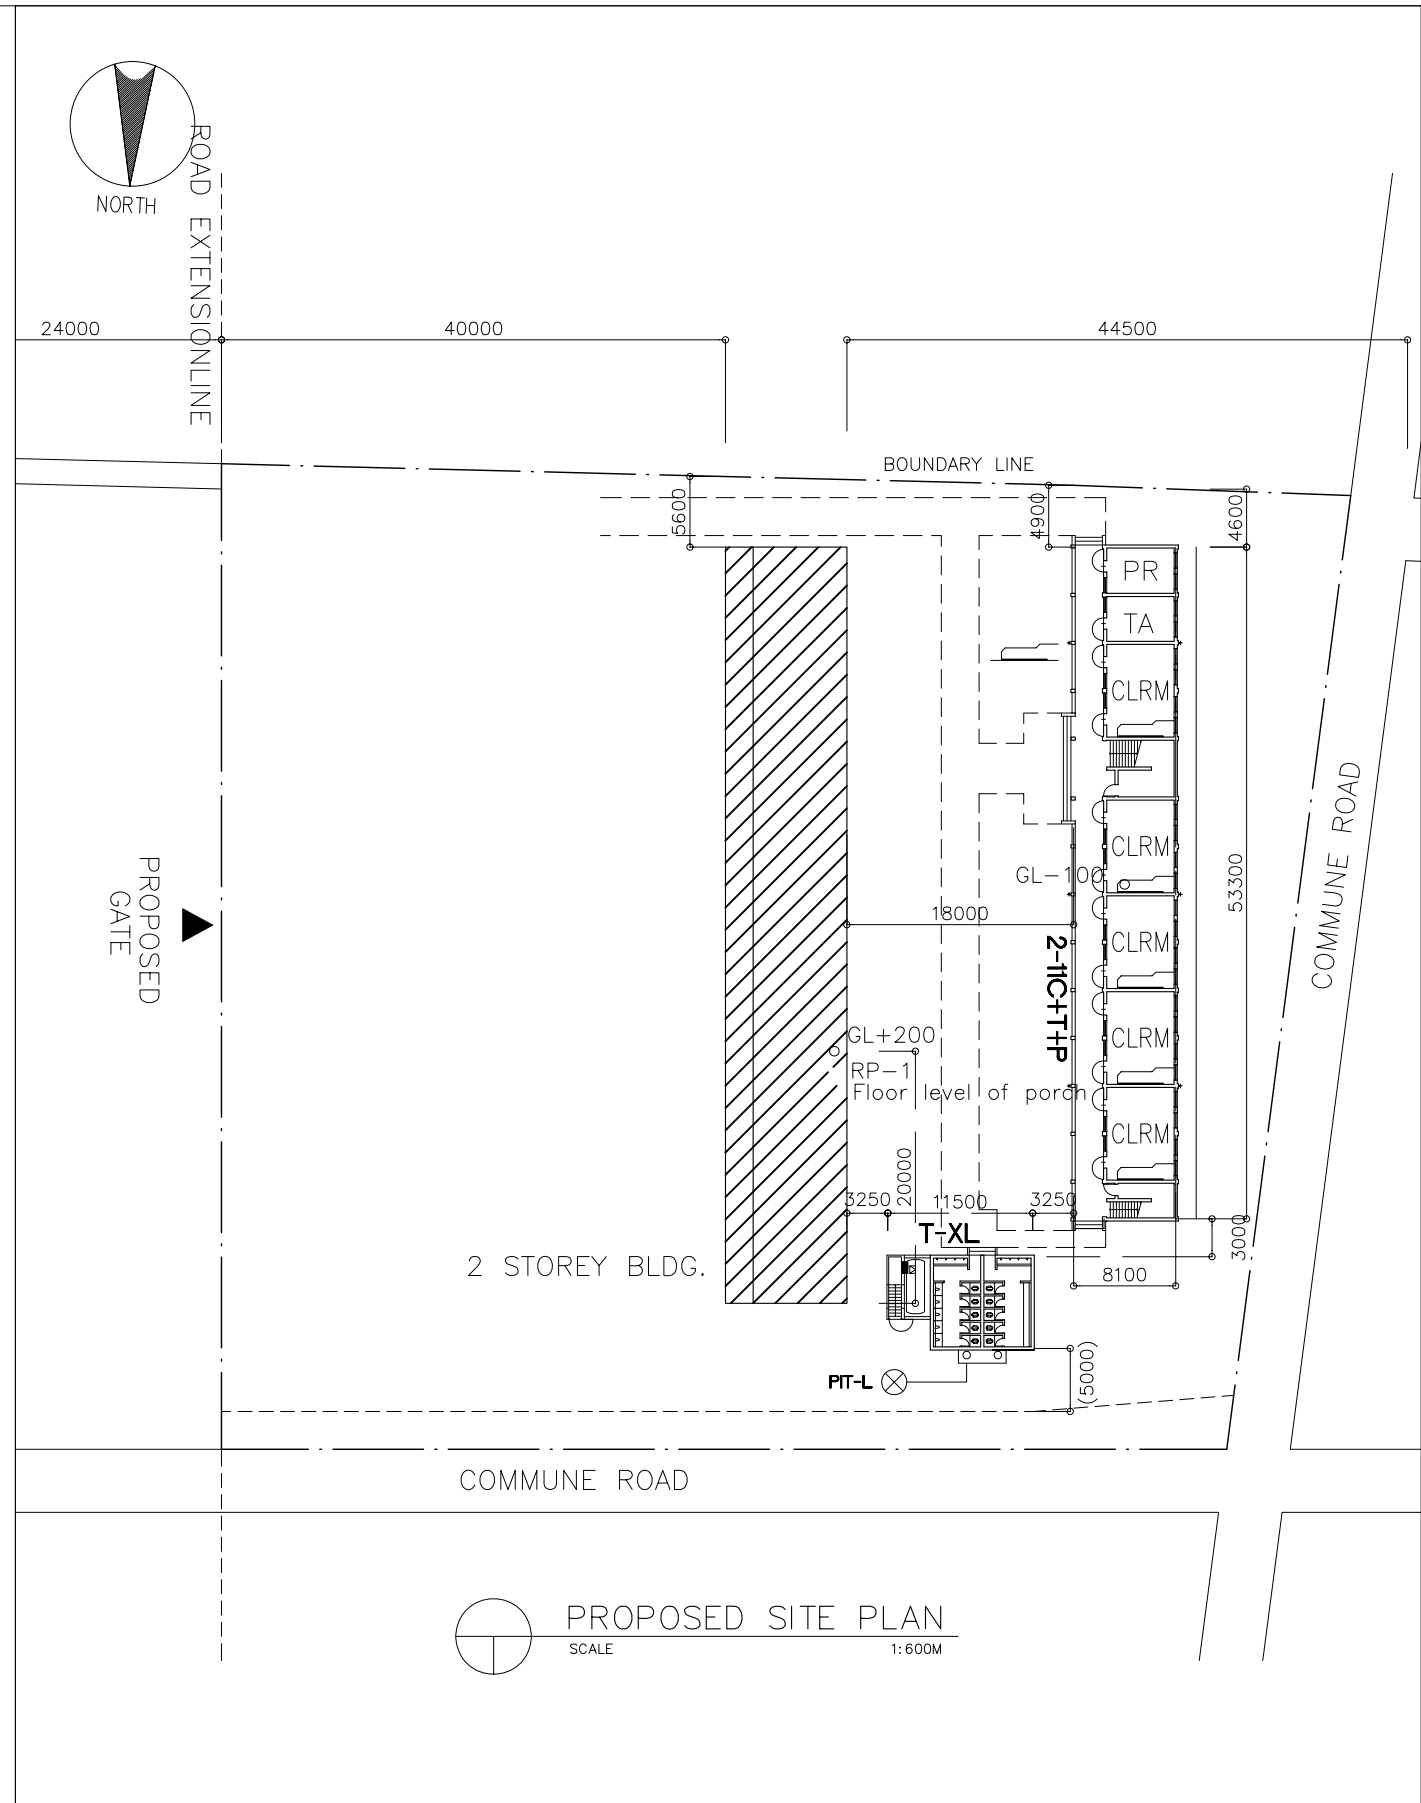 ROAD EXTENSIONLINE
NORTH
24000
40000
44500
BOUNDARY LINE
5600
4900
4600
PR
TA
CLRM
COMMUNE ROAD
CLRM
GL-100
53300
PROPOSED
GATE
18000
CLRM
2-11C+T+P
GL+200
CLRM
RP-1
Floor level of porch
CLRM
20000
3250
11500
3250
T-XL
3000
2 STOREY BLDG.
8100
(5000)
PIT-L
COMMUNE ROAD
PROPOSED SITE PLAN
SCALE
1:600M